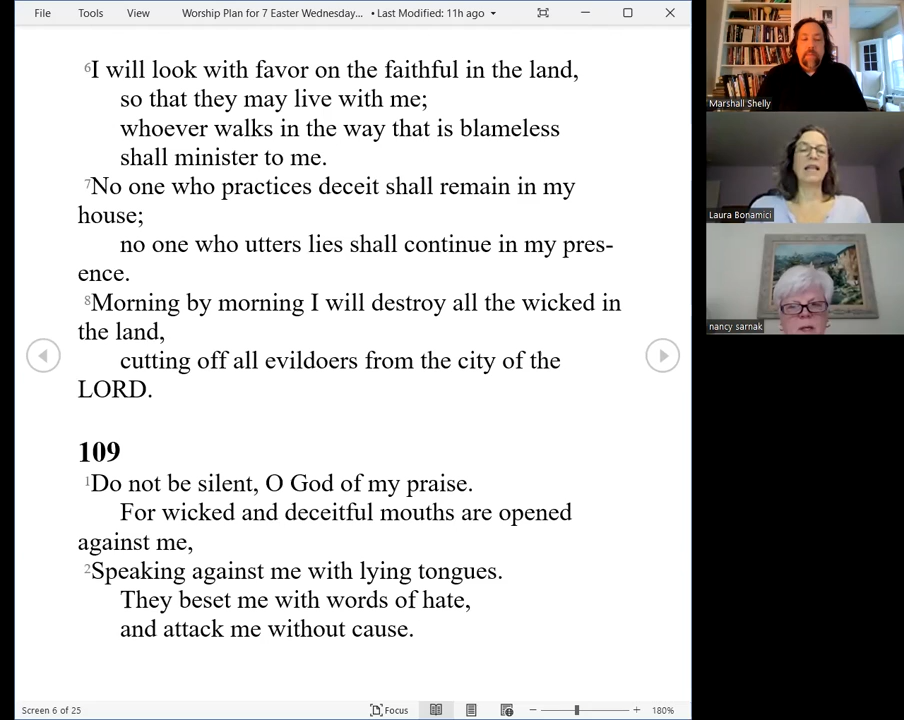 File Tools View Worship Plan for 7 Easter Wednesday... • Last Modified: 11h ago
6I will look with favor on the faithful in the land,
so that they may live with me;
whoever walks in the way that is blameless
shall minister to me.
7No one who practices deceit shall remain in my
house;
no one who utters lies shall continue in my pres-
ence.
8Morning by morning I will destroy all the wicked in
the land,
cutting off all evildoers from the city of the
LORD.
109
1Do not be silent, O God of my praise.
For wicked and deceitful mouths are opened
against me,
2Speaking against me with lying tongues.
They beset me with words of hate,
and attack me without cause.
Screen 6 of 25 Focus 180%
Marshall Shelly
Laura Bonamici
nancy sarnak